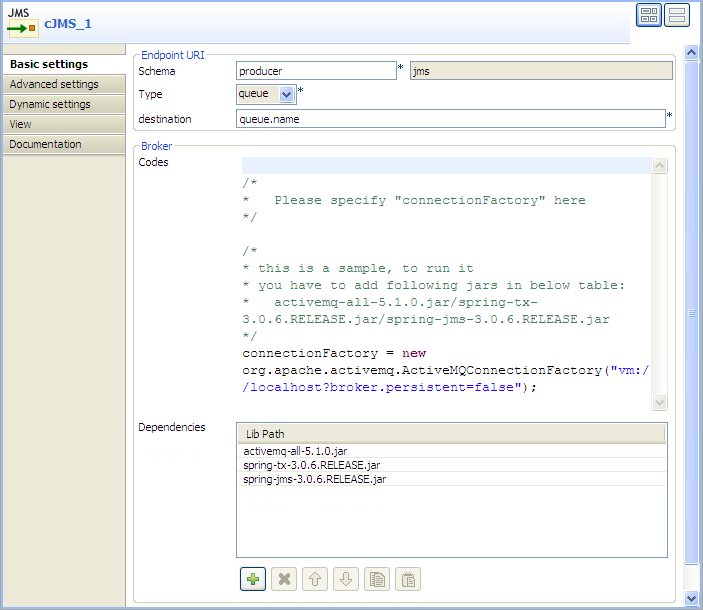 JMS
cJMS_1
Basic settings
Advanced settings
Dynamic settings
View
Documentation
Endpoint URI
Schema producer * jms
Type queue *
destination queue.name *
Broker
Codes
/*
*   Please specify "connectionFactory" here
*/
/*
* this is a sample, to run it
* you have to add following jars in below table:
*   activemq-all-5.1.0.jar/spring-tx-
3.0.6.RELEASE.jar/spring-jms-3.0.6.RELEASE.jar
*/
connectionFactory = new
org.apache.activemq.ActiveMQConnectionFactory("vm:/
/localhost?broker.persistent=false");
Dependencies
Lib Path
activemq-all-5.1.0.jar
spring-tx-3.0.6.RELEASE.jar
spring-jms-3.0.6.RELEASE.jar